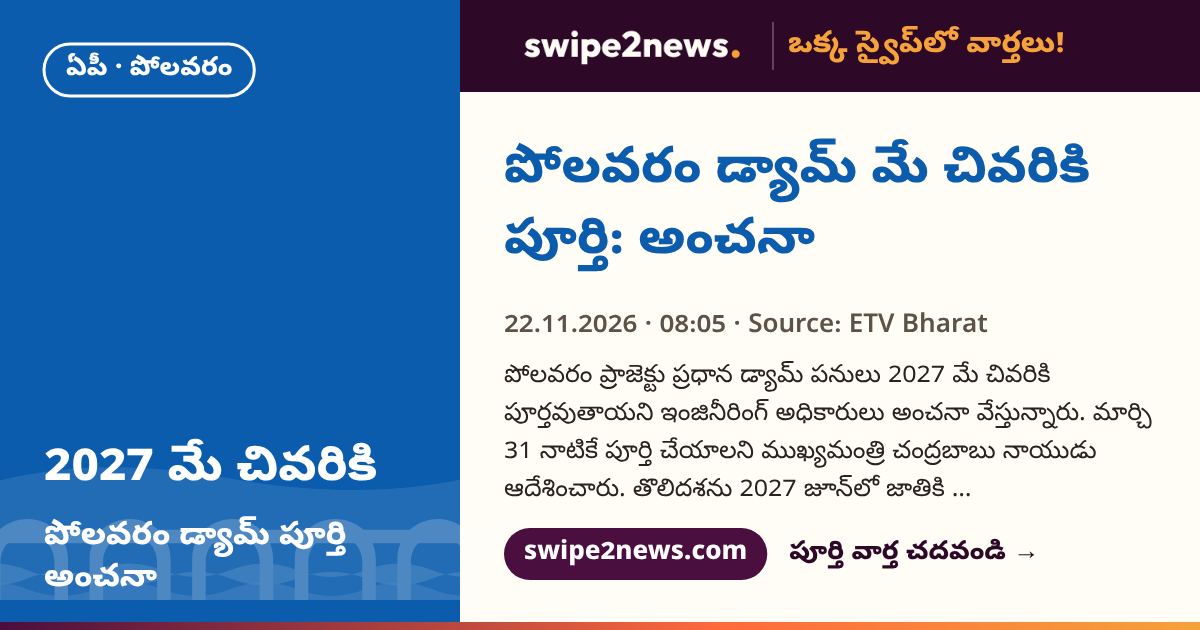 ఏపీ · పోలవరం
2027 మే చివరికి
పోలవరం డ్యామ్ పూర్తి
అంచనా
swipe2news.
ఒక్క స్వైప్‌లో వార్తలు!
పోలవరం డ్యామ్ మే చివరికి
పూర్తి: అంచనా
22.11.2026 · 08:05 · Source: ETV Bharat
పోలవరం ప్రాజెక్టు ప్రధాన డ్యామ్ పనులు 2027 మే చివరికి
పూర్తవుతాయని ఇంజినీరింగ్ అధికారులు అంచనా వేస్తున్నారు. మార్చి
31 నాటికే పూర్తి చేయాలని ముఖ్యమంత్రి చంద్రబాబు నాయుడు
ఆదేశించారు. తొలిదశను 2027 జూన్‌లో జాతికి ...
swipe2news.com
పూర్తి వార్త చదవండి →